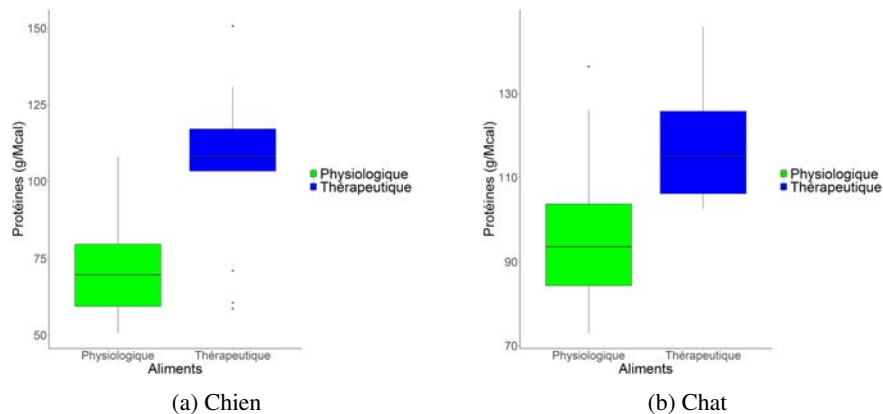 150
125
100
75
50
Protéines (g/Mcal)
Physiologique
Thérapeutique
Aliments
Physiologique
Thérapeutique
(a) Chien
130
110
90
70
Protéines (g/Mcal)
Physiologique
Thérapeutique
Aliments
Physiologique
Thérapeutique
(b) Chat